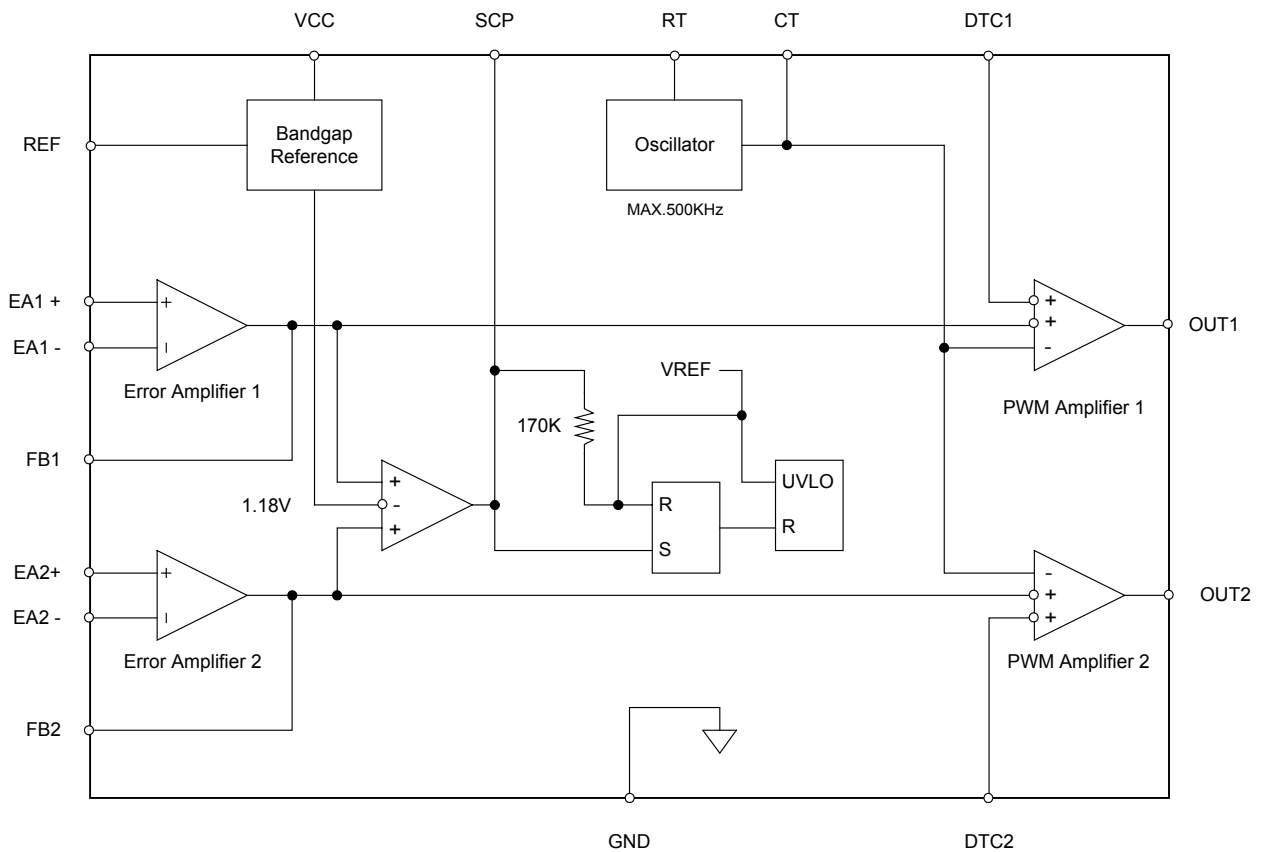 VCC
SCP
RT
CT
DTC1
REF
Bandgap
Reference
Oscillator
MAX.500KHz
EA1 +
+
EA1 -
-
Error Amplifier 1
+
+
-
OUT1
PWM Amplifier 1
VREF
170K
FB1
1.18V
+
-
+
R
S
UVLO
R
EA2+
+
EA2 -
-
Error Amplifier 2
-
+
+
OUT2
PWM Amplifier 2
FB2
GND
DTC2